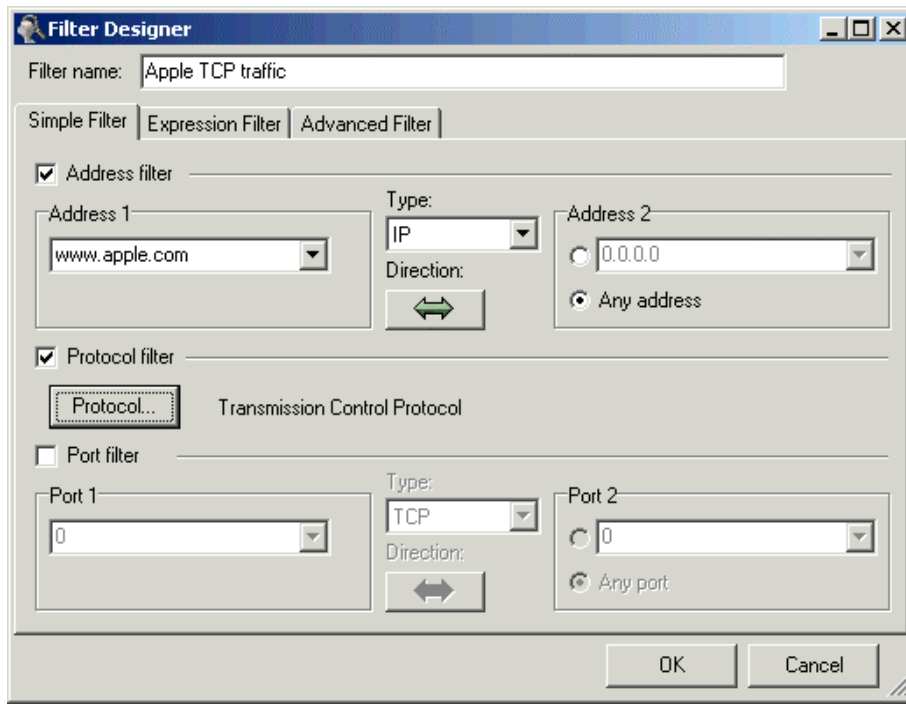 Filter Designer
Filter name: Apple TCP traffic
Simple Filter Expression Filter Advanced Filter
Address filter
Address 1
www.apple.com
Type:
IP
Direction:
Address 2
0.0.0.0
Any address
Protocol filter
Protocol... Transmission Control Protocol
Port filter
Port 1
0
Type:
TCP
Direction:
Port 2
0
Any port
OK Cancel